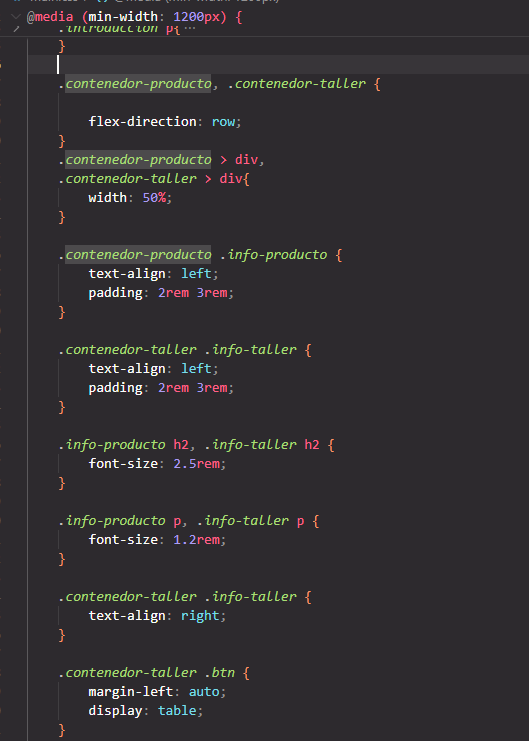 @media (min-width: 1200px) {
.introduccion p{ ...
}
.contenedor-producto, .contenedor-taller {
flex-direction: row;
}
.contenedor-producto > div,
.contenedor-taller > div{
width: 50%;
}
.contenedor-producto .info-producto {
text-align: left;
padding: 2rem 3rem;
}
.contenedor-taller .info-taller {
text-align: left;
padding: 2rem 3rem;
}
.info-producto h2, .info-taller h2 {
font-size: 2.5rem;
}
.info-producto p, .info-taller p {
font-size: 1.2rem;
}
.contenedor-taller .info-taller {
text-align: right;
}
.contenedor-taller .btn {
margin-left: auto;
display: table;
}